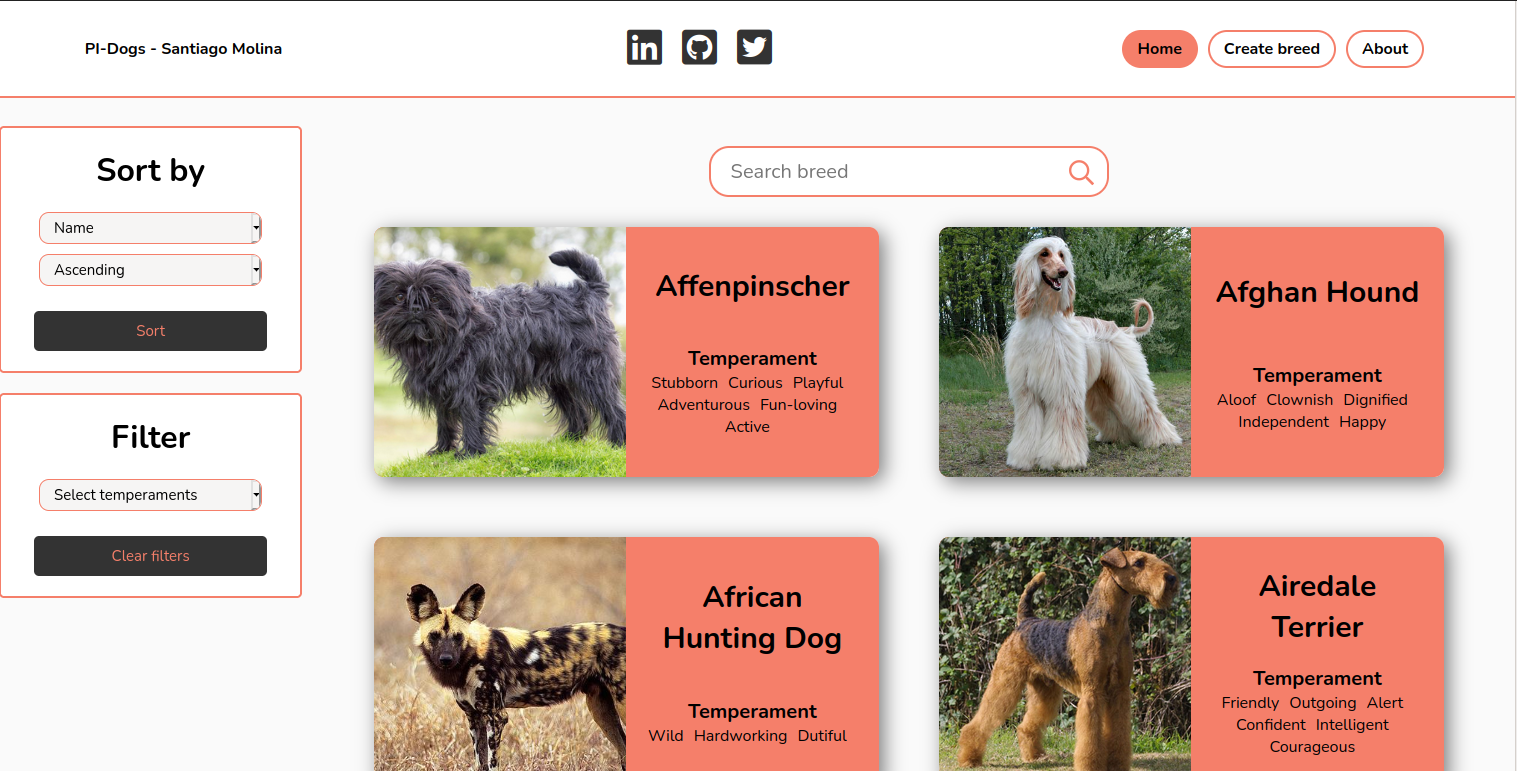 PI-Dogs - Santiago Molina
in
Home
Create breed
About
Sort by
Name
Ascending
Sort
Filter
Select temperaments
Clear filters
Search breed
Affenpinscher
Temperament
Stubborn Curious Playful
Adventurous Fun-loving
Active
Afghan Hound
Temperament
Aloof Clownish Dignified
Independent Happy
African
Hunting Dog
Temperament
Wild Hardworking Dutiful
Airedale
Terrier
Temperament
Friendly Outgoing Alert
Confident Intelligent
Courageous